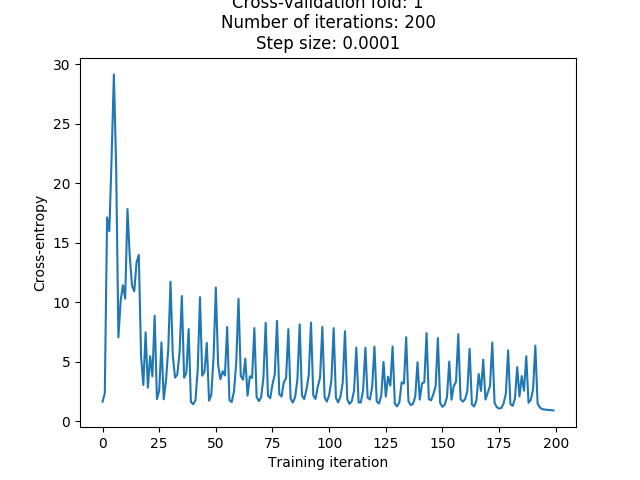 Cross-validation fold: 1
Number of iterations: 200
Step size: 0.0001
30
25
20
15
10
5
0
Cross-entropy
0 25 50 75 100 125 150 175 200
Training iteration